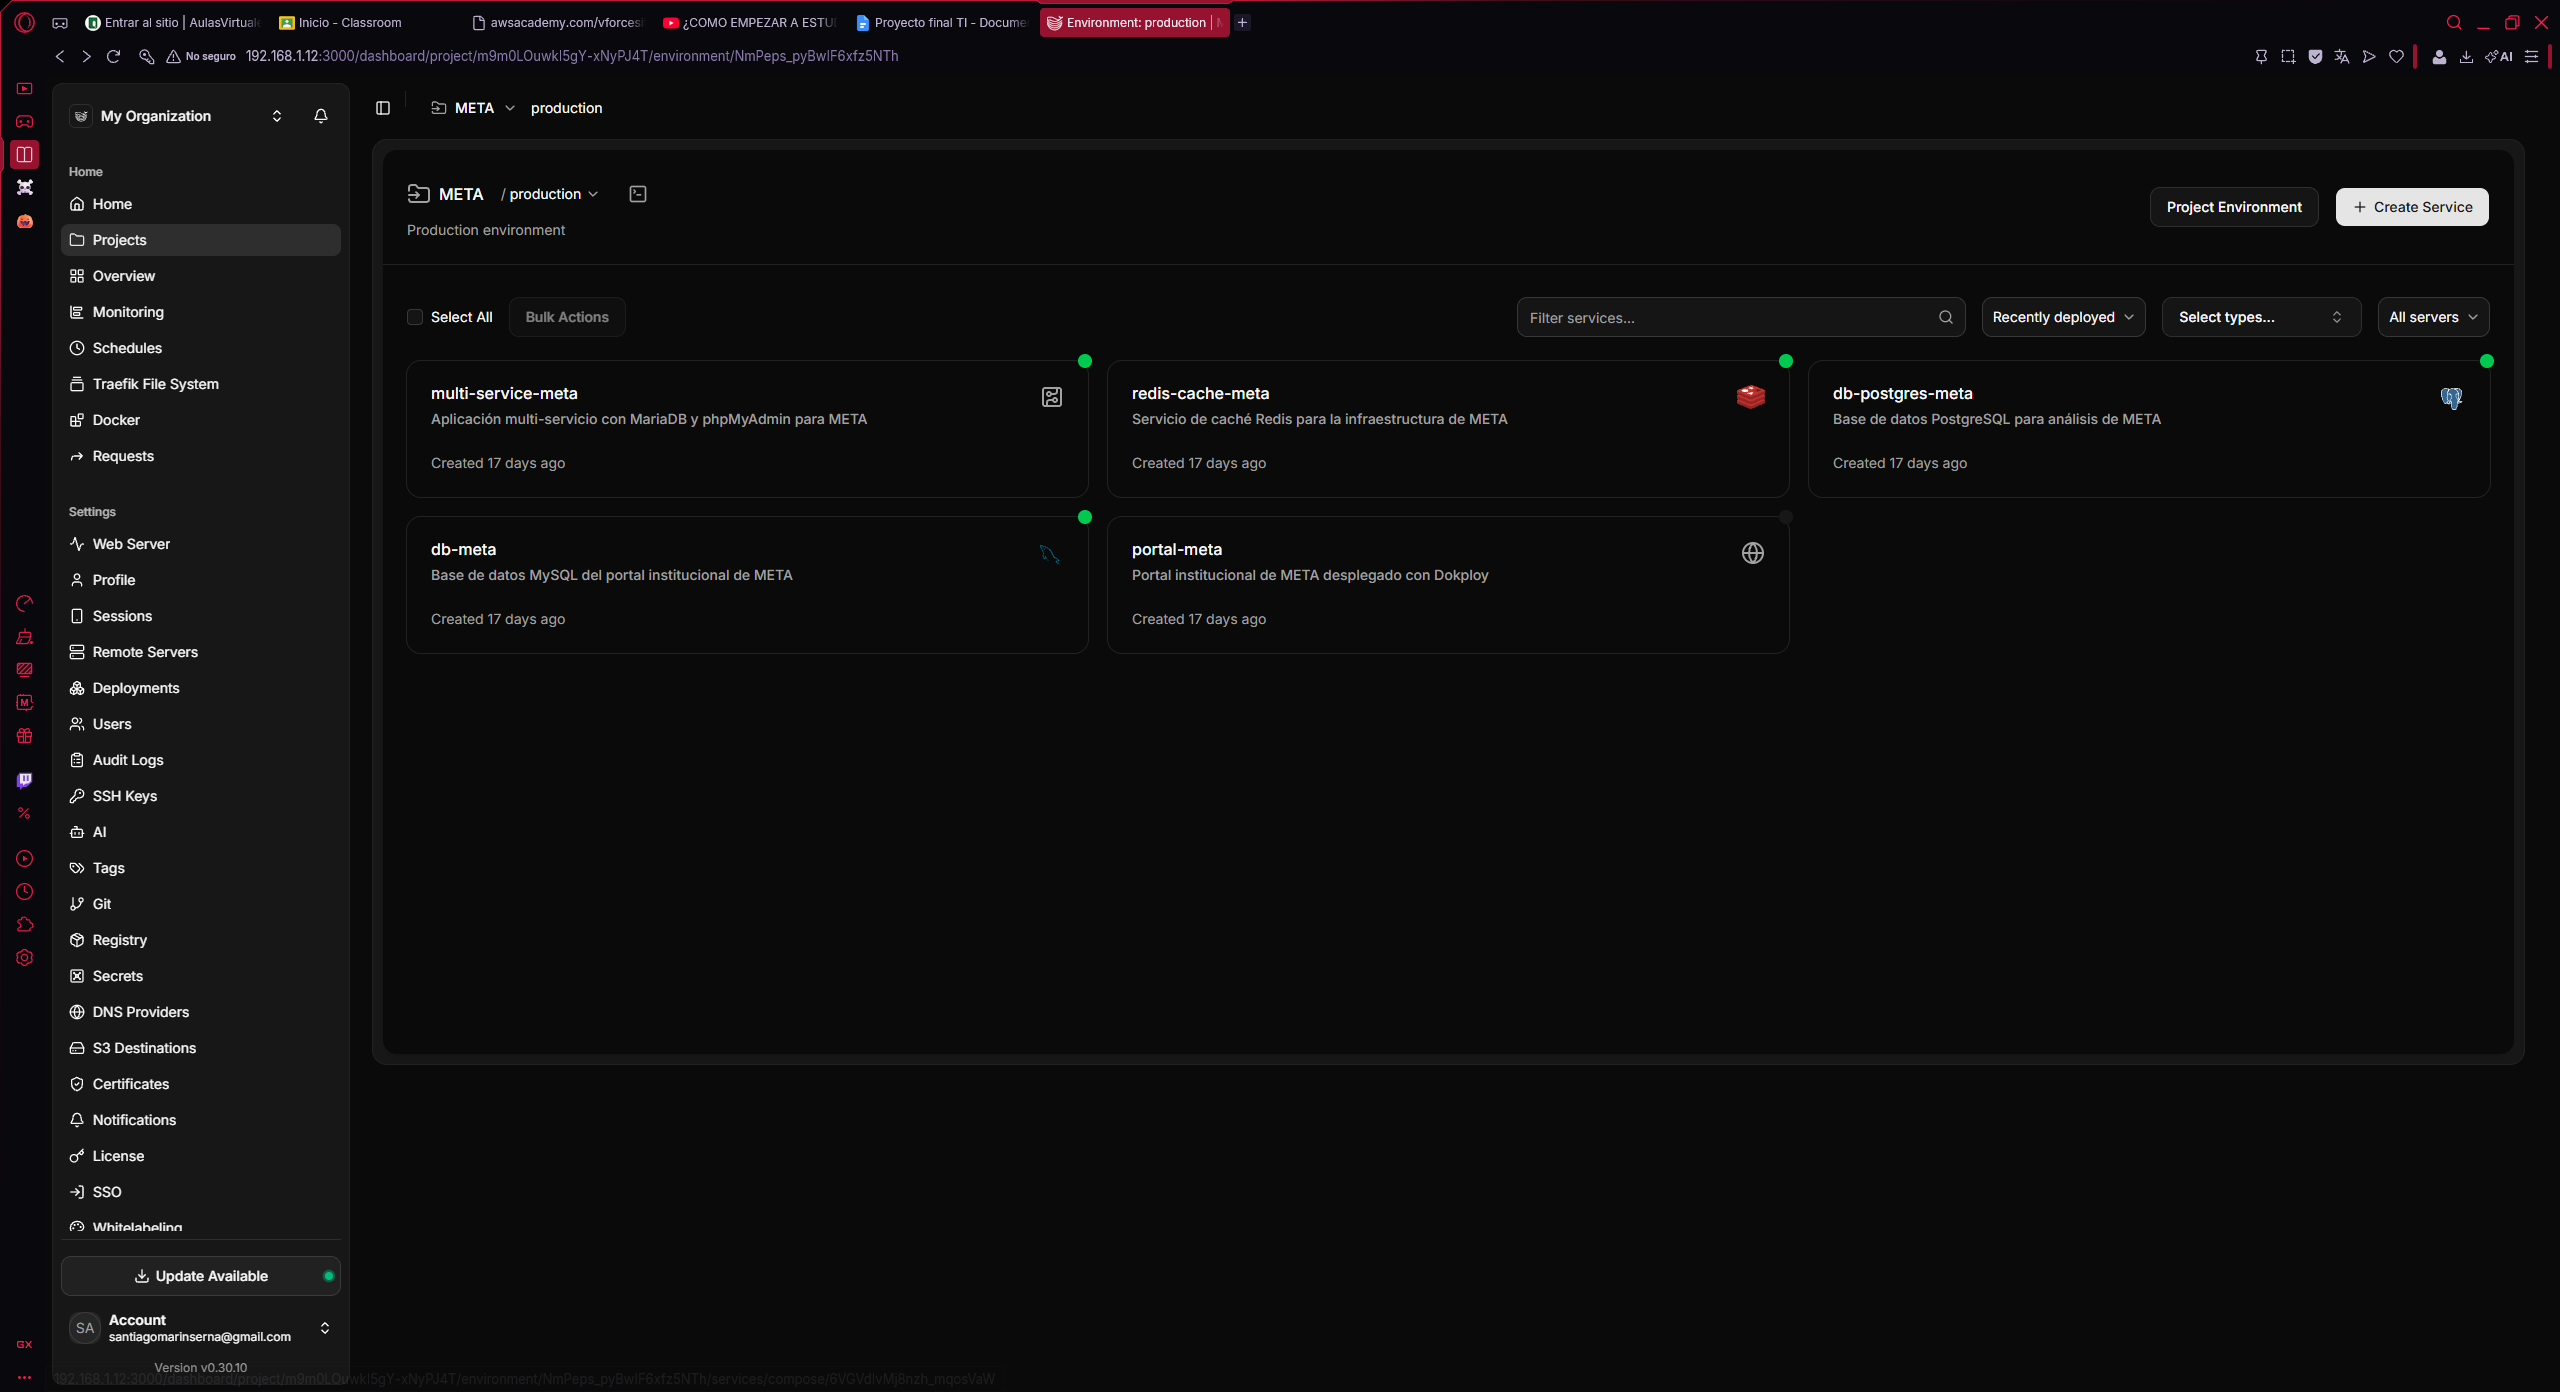 Entrar al sitio | AulasVirtuale
Inicio - Classroom
awsacademy.com/vforcesi
¿COMO EMPEZAR A ESTU
Proyecto final TI - Docume
Environment: production |
No seguro
192.168.1.12:3000/dashboard/project/m9m0LOuwkI5gY-xNyPJ4T/environment/NmPeps_pyBwIF6xfz5NTh
AI
My Organization
META
production
Home
Home
Projects
Overview
Monitoring
Schedules
Traefik File System
Docker
Requests
Settings
Web Server
Profile
Sessions
Remote Servers
Deployments
Users
Audit Logs
SSH Keys
AI
Tags
Git
Registry
Secrets
DNS Providers
S3 Destinations
Certificates
Notifications
License
SSO
Whitelabeling
Update Available
SA
Account
santiagomarinserna@gmail.com
Version v0.30.10
GX
META / production
Production environment
Project Environment
+ Create Service
Select All
Bulk Actions
Filter services...
Recently deployed
Select types...
All servers
multi-service-meta
Aplicación multi-servicio con MariaDB y phpMyAdmin para META
Created 17 days ago
redis-cache-meta
Servicio de caché Redis para la infraestructura de META
Created 17 days ago
db-postgres-meta
Base de datos PostgreSQL para análisis de META
Created 17 days ago
db-meta
Base de datos MySQL del portal institucional de META
Created 17 days ago
portal-meta
Portal institucional de META desplegado con Dokploy
Created 17 days ago